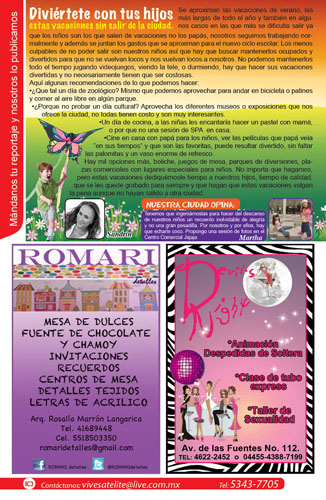 Mándanos tu reportaje y nosotros lo publicamos
Diviértete con tus hijos
estas vacaciones sin salir de la ciudad.
Se aproximan las vacaciones de verano, las
más largas de todo el año y también en algu-
nos casos en las que más se dificulta salir ya
que los niños son los que salen de vacaciones no los papás, nosotros seguimos trabajando nor-
malmente y además se juntan los gastos que se aproximan para el nuevo ciclo escolar. Los menos
culpables de no poder salir son nuestros niños así que hay que buscar mantenerlos ocupados y
divertidos para que no se vuelvan locos y nos vuelvan locos a nosotros. No podemos mantenerlos
todo el tiempo jugando videojuegos, viendo la tele, o durmiendo, hay que hacer sus vacaciones
divertidas y no necesariamente tienen que ser costosas.
Aquí algunas recomendaciones de lo que podemos hacer:
•¿Qué tal un día de zoológico? Mismo que podemos aprovechar para andar en bicicleta o patines
y comer al aire libre en algún parque.
•¿Porque no probar un día cultural? Aprovecha los diferentes museos o exposiciones que nos
ofrece la ciudad, no todas tienen costo y son muy interesantes.
•Un día de cocina, a las niñas les encantaría hacer un pastel con mamá,
o por que no una sesión de SPA en casa.
•Cine en casa con papá para los niños, ver las películas que papá veía
"en sus tiempos" y que son las favoritas, puede resultar divertido, sin faltar
las palomitas y un vaso enorme de refresco.
Hay mil opciones más, boliche, juegos de mesa, parques de diversiones, pla-
zas comerciales con lugares especiales para niños. No importa que hagamos,
pero estas vacaciones dediquémosle tiempo a nuestros hijos, tiempo de calidad,
que se les quede grabado para siempre y que hagan que estas vacaciones valgan
la pena aunque no hayan salido a otra ciudad.
Sandra
NUESTRA CIUDAD OPINA
Tenemos que ingeniárnoslas para hacer del descanso
de nuestros niños un recuerdo inolvidable de alegría
y no una gran pesadilla. Por nosotros y por ellos, hay
que echarle coco. Propongo una sesión de fotos en el
Centro Comercial Japja
Martha
ROMARI
detalles
MESA DE DULCES
FUENTE DE CHOCOLATE
Y CHAMOY
INVITACIONES
RECUERDOS
CENTROS DE MESA
DETALLES TEJIDOS
LETRAS DE ACRILICO
Arq. Rosalía Marrón Langarica
Tel. 41689448
Cel. 5518503350
romaridetalles@gmail.com
ROMARI detalles
@ROMARIdetalles
Night
•Animación
Despedidas de Soltera
•Clase de tubo
express
•Taller de
Sexualidad
Av. de las Fuentes No. 112.
TEL: 4622-2452 o 04455-4388-7199
10
Contáctanos: vivesatelite@live.com.mx
Tel: 5343-7705